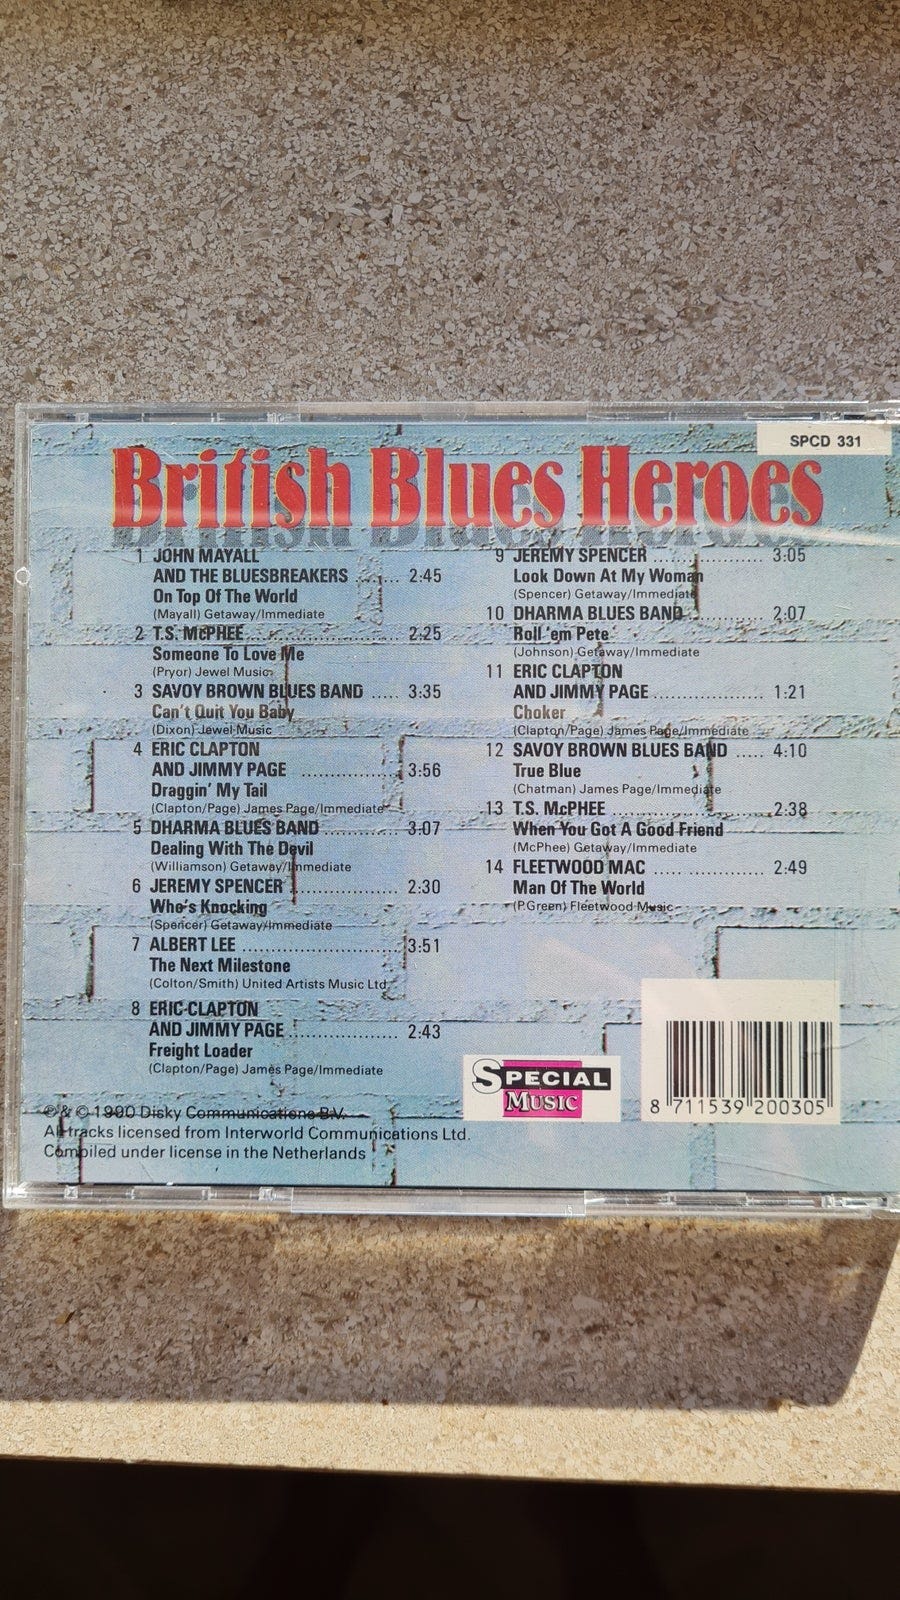 SPCD 331
British Blues Heroes
1 JOHN MAYALL
AND THE BLUESBREAKERS ........ 2:45
On Top Of The World
(Mayall) Getaway/Immediate
2 T.S. McPHEE ............................ 2:25
Someone To Love Me
(Pryor) Jewel Music
3 SAVOY BROWN BLUES BAND ..... 3:35
Can't Quit You Baby
(Dixon) Jewel Music
4 ERIC CLAPTON
AND JIMMY PAGE .................... 3:56
Draggin' My Tail
(Clapton/Page) James Page/Immediate
5 DHARMA BLUES BAND ................ 3:07
Dealing With The Devil
(Williamson) Getaway/Immediate
6 JEREMY SPENCER ...................... 2:30
Who's Knocking
(Spencer) Getaway/Immediate
7 ALBERT LEE ............................... 3:51
The Next Milestone
(Colton/Smith) United Artists Music Ltd.
8 ERIC CLAPTON
AND JIMMY PAGE ...................... 2:43
Freight Loader
(Clapton/Page) James Page/Immediate
9 JEREMY SPENCER ...................... 3:05
Look Down At My Woman
(Spencer) Getaway/Immediate
10 DHARMA BLUES BAND ................ 2:07
Roll 'em Pete
(Johnson) Getaway/Immediate
11 ERIC CLAPTON
AND JIMMY PAGE ...................... 1:21
Choker
(Clapton/Page) James Page/Immediate
12 SAVOY BROWN BLUES BAND ..... 4:10
True Blue
(Chatman) James Page/Immediate
13 T.S. McPHEE .............................. 2:38
When You Got A Good Friend
(McPhee) Getaway/Immediate
14 FLEETWOOD MAC ..... ............... 2:49
Man Of The World
(P.Green) Fleetwood Music
SPECIAL
MUSIC
8 711539 200305
℗ & © 1990 Disky Communications B.V.
All tracks licensed from Interworld Communications Ltd.
Compiled under license in the Netherlands